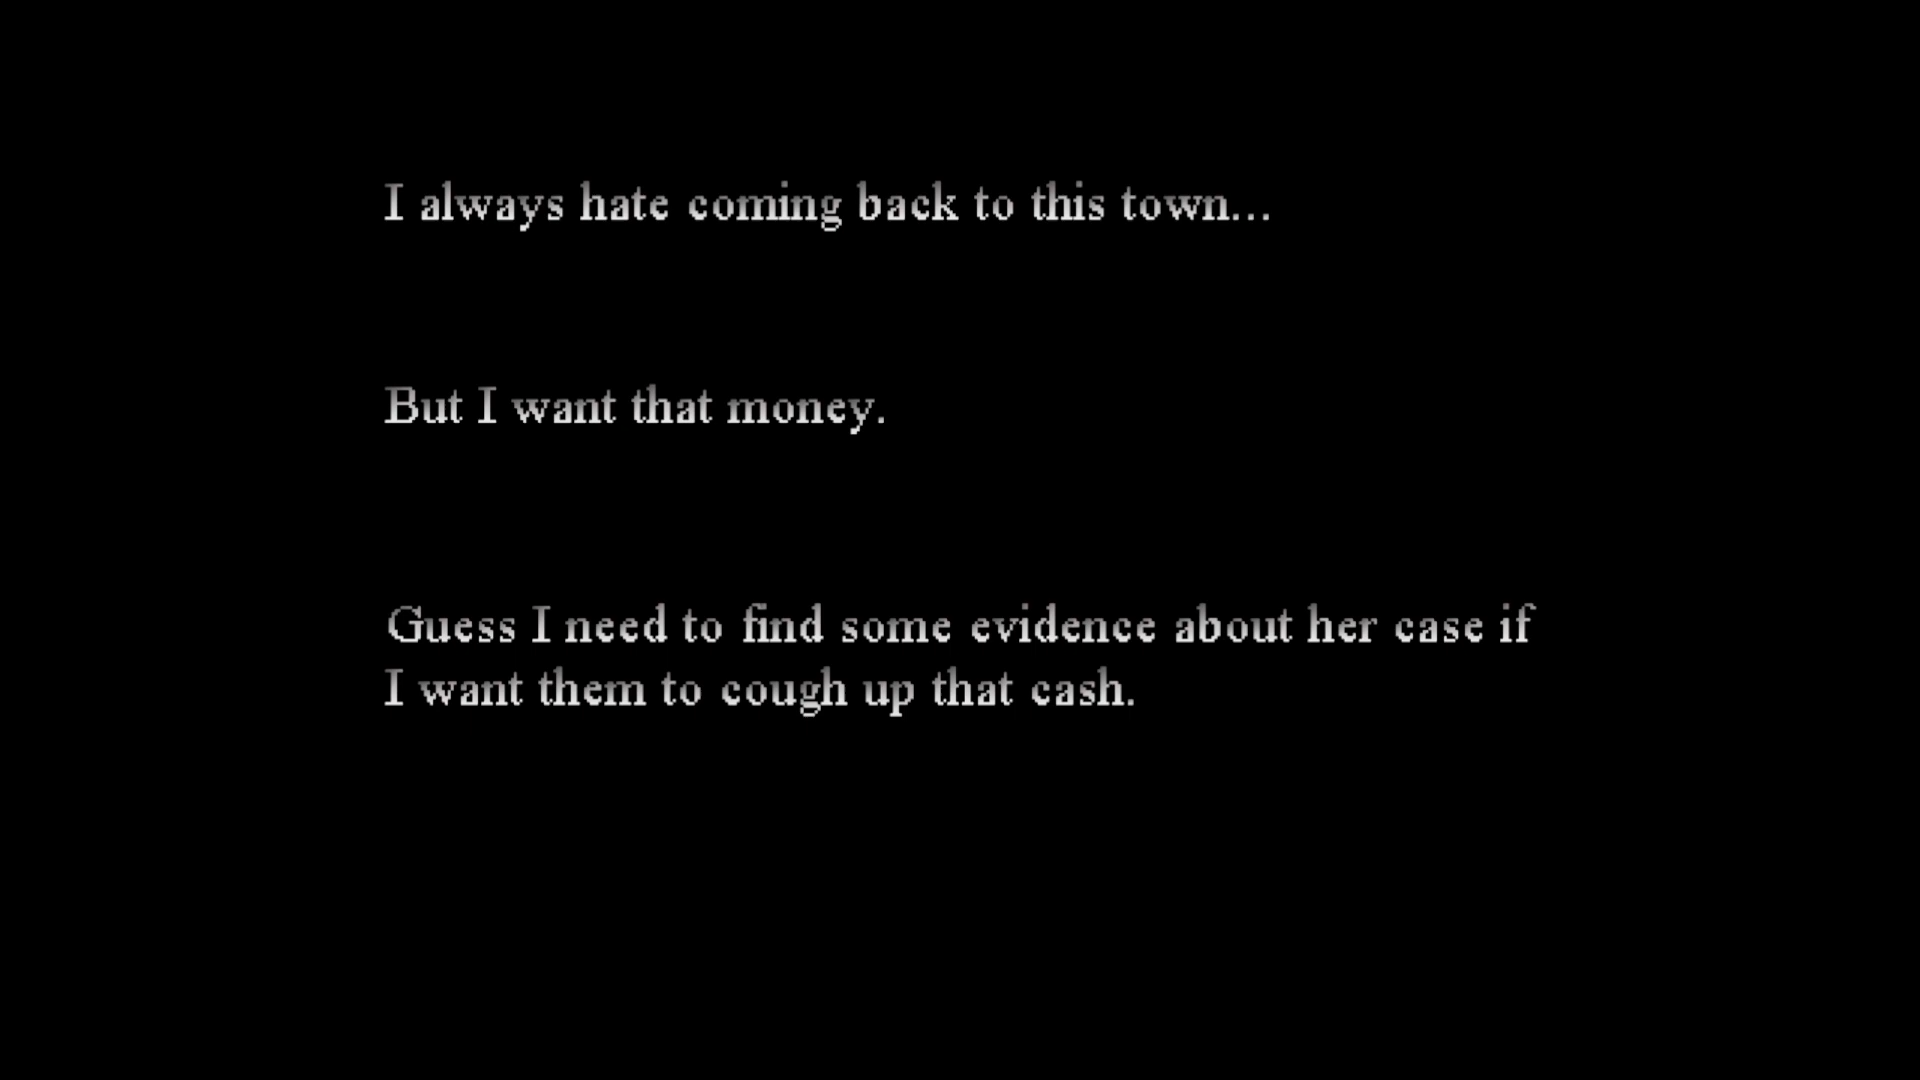 I always hate coming back to this town...
But I want that money.
Guess I need to find some evidence about her case if
I want them to cough up that cash.